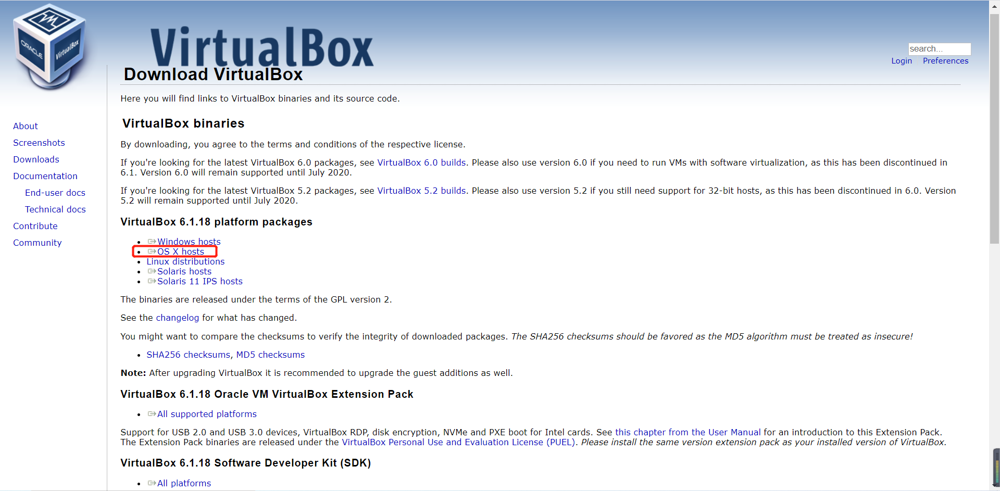 ORACLE
VirtualBox
VirtualBox
search...
Login Preferences
Download VirtualBox
Here you will find links to VirtualBox binaries and its source code.
About
Screenshots
Downloads
Documentation
End-user docs
Technical docs
Contribute
Community
VirtualBox binaries
By downloading, you agree to the terms and conditions of the respective license.
If you're looking for the latest VirtualBox 6.0 packages, see VirtualBox 6.0 builds. Please also use version 6.0 if you need to run VMs with software virtualization, as this has been discontinued in
6.1. Version 6.0 will remain supported until July 2020.
If you're looking for the latest VirtualBox 5.2 packages, see VirtualBox 5.2 builds. Please also use version 5.2 if you still need support for 32-bit hosts, as this has been discontinued in 6.0. Version
5.2 will remain supported until July 2020.
VirtualBox 6.1.18 platform packages
• Windows hosts
• OS X hosts
• Linux distributions
• Solaris hosts
• Solaris 11 IPS hosts
The binaries are released under the terms of the GPL version 2.
See the changelog for what has changed.
You might want to compare the checksums to verify the integrity of downloaded packages. The SHA256 checksums should be favored as the MD5 algorithm must be treated as insecure!
• SHA256 checksums, MD5 checksums
Note: After upgrading VirtualBox it is recommended to upgrade the guest additions as well.
VirtualBox 6.1.18 Oracle VM VirtualBox Extension Pack
• All supported platforms
Support for USB 2.0 and USB 3.0 devices, VirtualBox RDP, disk encryption, NVMe and PXE boot for Intel cards. See this chapter from the User Manual for an introduction to this Extension Pack.
The Extension Pack binaries are released under the VirtualBox Personal Use and Evaluation License (PUEL). Please install the same version extension pack as your installed version of VirtualBox.
VirtualBox 6.1.18 Software Developer Kit (SDK)
• All platforms